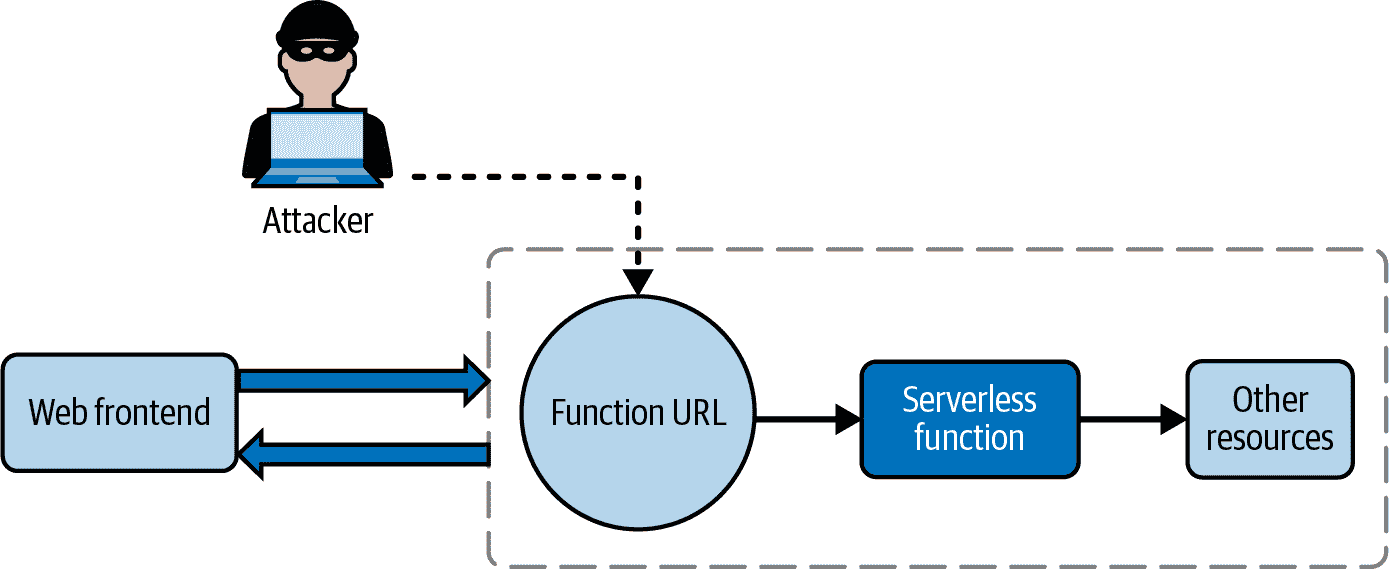 Attacker
Web frontend
Function URL
Serverless
function
Other
resources